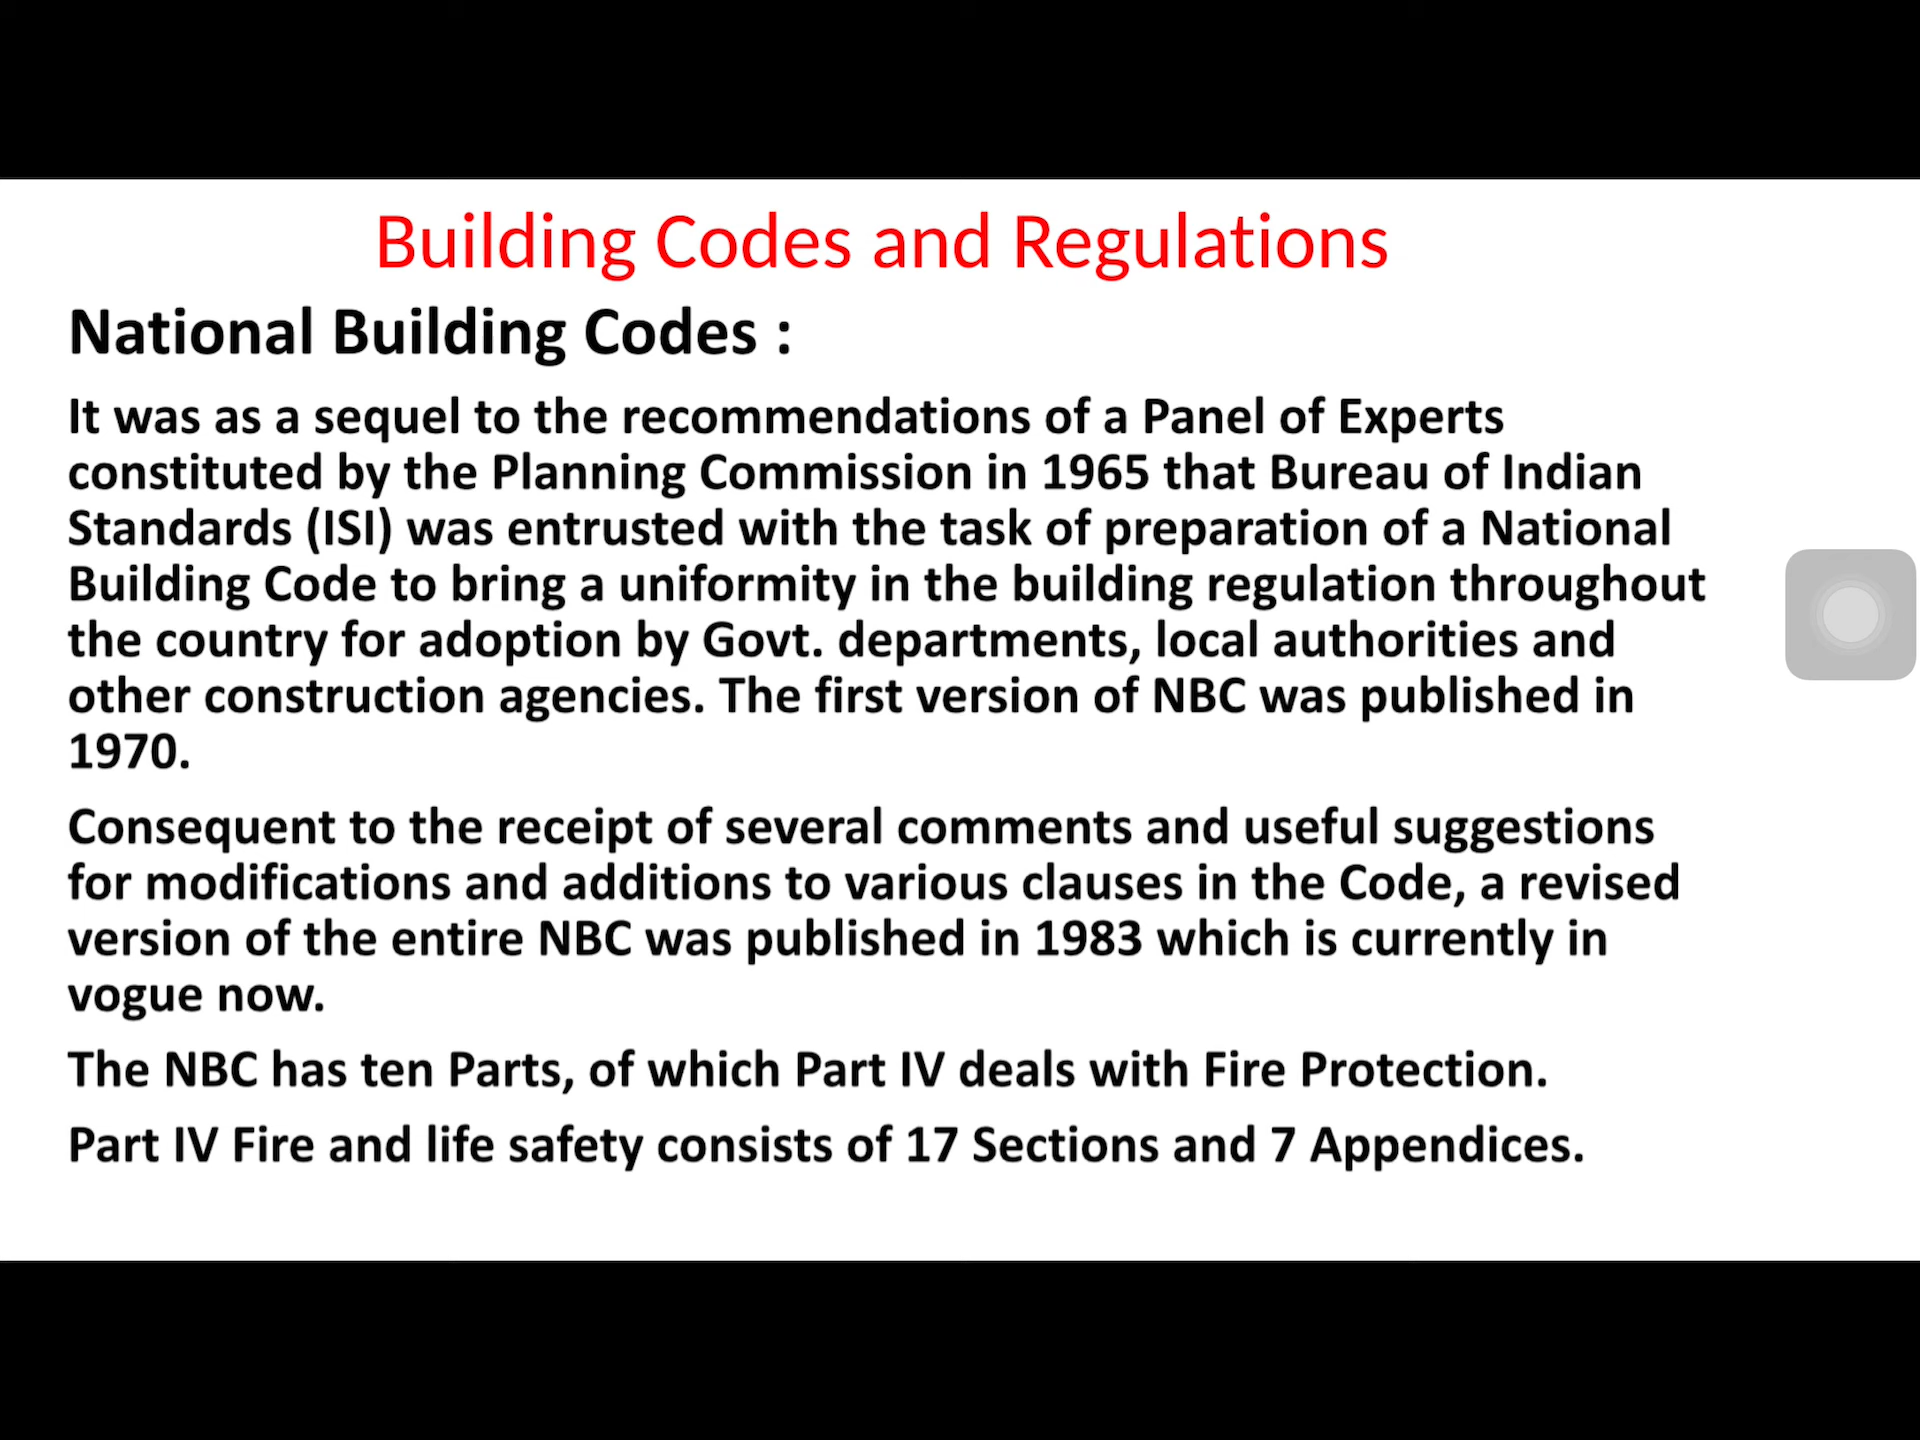 Building Codes and Regulations
National Building Codes :
It was as a sequel to the recommendations of a Panel of Experts
constituted by the Planning Commission in 1965 that Bureau of Indian
Standards (ISI) was entrusted with the task of preparation of a National
Building Code to bring a uniformity in the building regulation throughout
the country for adoption by Govt. departments, local authorities and
other construction agencies. The first version of NBC was published in
1970.
Consequent to the receipt of several comments and useful suggestions
for modifications and additions to various clauses in the Code, a revised
version of the entire NBC was published in 1983 which is currently in
vogue now.
The NBC has ten Parts, of which Part IV deals with Fire Protection.
Part IV Fire and life safety consists of 17 Sections and 7 Appendices.